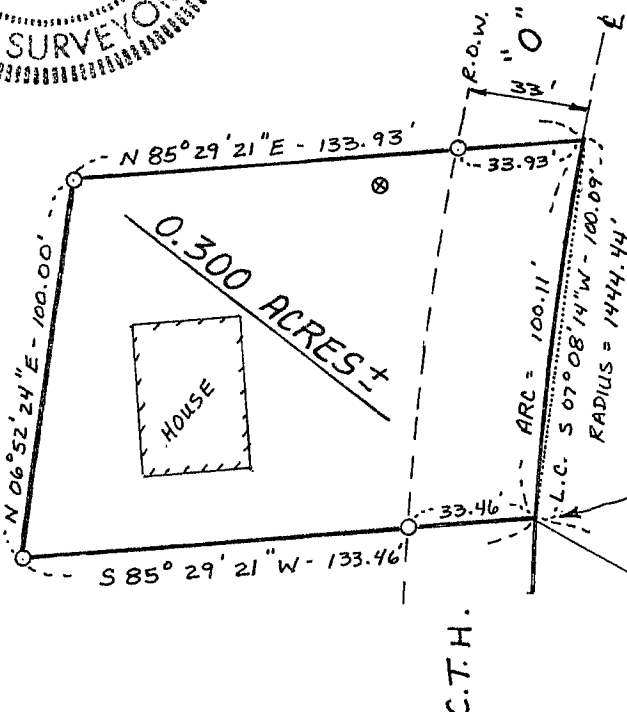 SURVEYO
R.O.W.
"O"
33'
N 85° 29' 21" E - 133.93'
33.93'
N 06° 52' 24" E - 100.00'
0.300 ACRES ±
HOUSE
ARC = 100.11'
L.C. S 07° 08' 14" W - 100.09'
RADIUS = 1444.44'
33.46'
S 85° 29' 21" W - 133.46'
C.T.H.